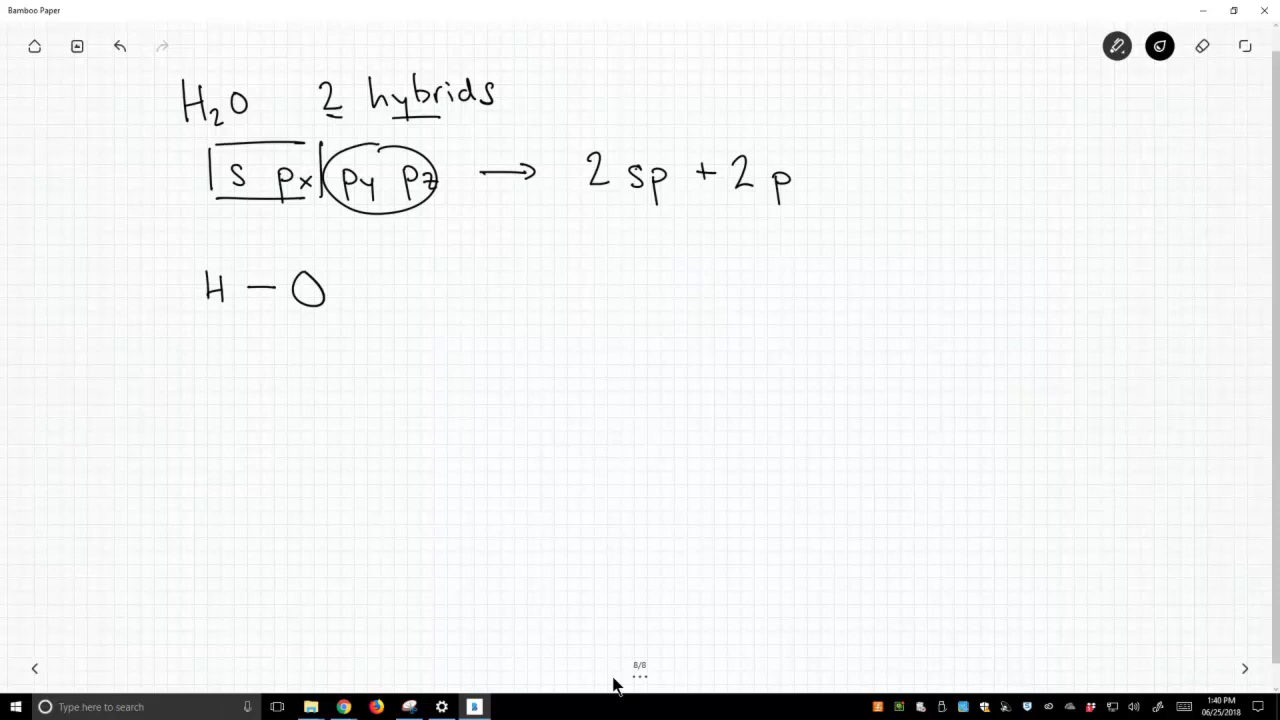 Bamboo Paper
H₂O 2 hybrids
s px py pz → 2 sp + 2 p
H — O
8/8
Type here to search
1:40 PM
06/25/2018